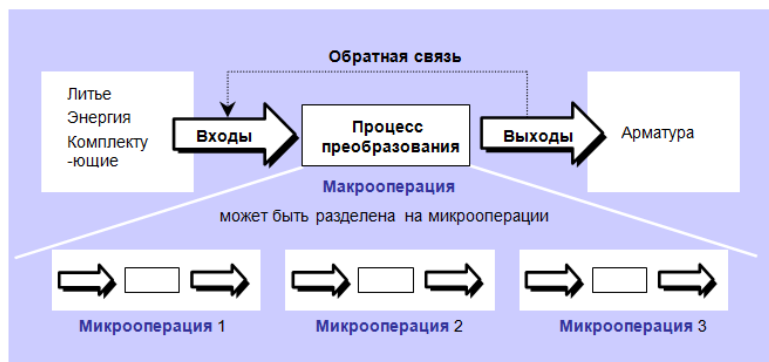 Обратная связь
Литье
Энергия
Комплекту
-ющие
Входы
Процесс
преобразования
Выходы
Арматура
Макрооперация
может быть разделена на микрооперации
Микрооперация 1
Микрооперация 2
Микрооперация 3